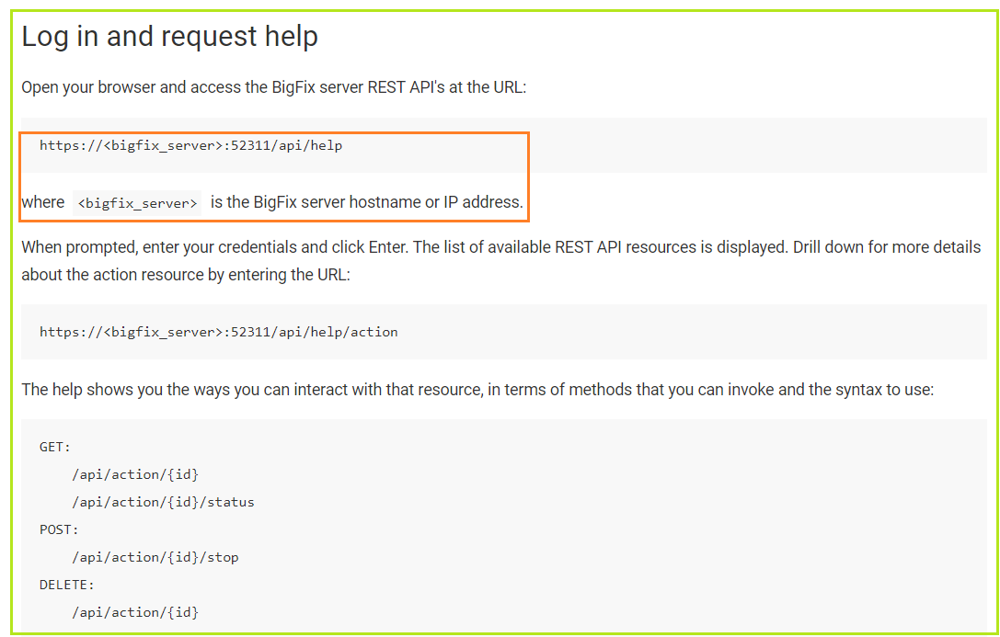 Log in and request help
Open your browser and access the BigFix server REST API's at the URL:
https://<bigfix_server>:52311/api/help
where <bigfix_server> is the BigFix server hostname or IP address.
When prompted, enter your credentials and click Enter. The list of available REST API resources is displayed. Drill down for more details
about the action resource by entering the URL:
https://<bigfix_server>:52311/api/help/action
The help shows you the ways you can interact with that resource, in terms of methods that you can invoke and the syntax to use:
GET:
/api/action/{id}
/api/action/{id}/status
POST:
/api/action/{id}/stop
DELETE:
/api/action/{id}